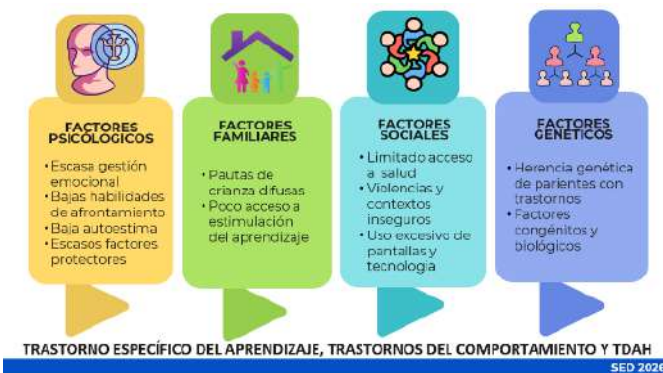 FACTORES
PSICOLÓGICOS
• Escasa gestión
emocional
• Bajas habilidades
de afrontamiento
• Baja autoestima
• Escasos factores
protectores
FACTORES
FAMILIARES
• Pautas de
crianza difusas
• Poco acceso a
estimulación
del aprendizaje
FACTORES
SOCIALES
• Limitado acceso
a salud
• Violencias y
contextos
inseguros
• Uso excesivo de
pantallas y
tecnologia
FACTORES
GENÉTICOS
• Herencia genética
de parientes con
trastornos
• Factores
congénitos y
biológicos
TRASTORNO ESPECÍFICO DEL APRENDIZAJE, TRASTORNOS DEL COMPORTAMIENTO Y TDAH
SED 2026